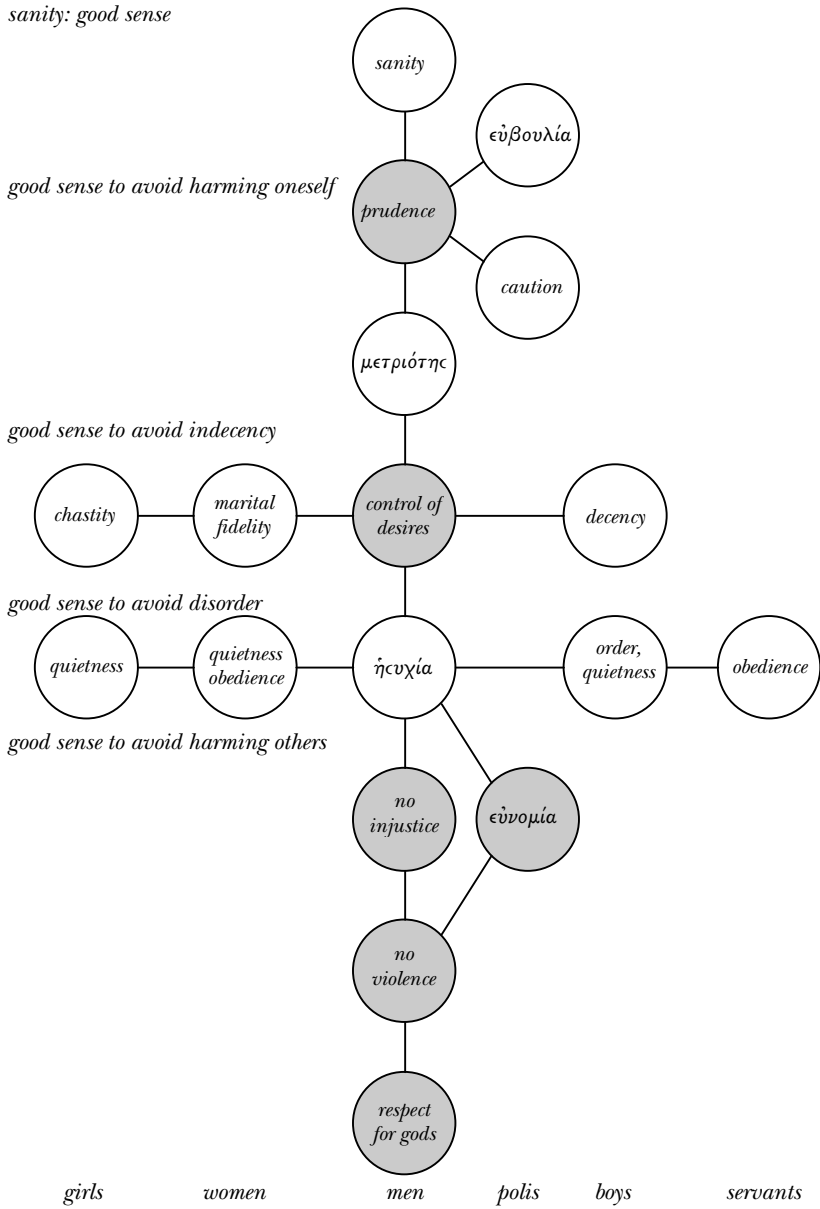 sanity: good sense
sanity
εὐβουλία
good sense to avoid harming oneself
prudence
caution
μετριότηϲ
good sense to avoid indecency
chastity
marital
fidelity
control of
desires
decency
good sense to avoid disorder
quietness
quietness
obedience
ἡϲυχία
order,
quietness
obedience
good sense to avoid harming others
no
injustice
εὐνομία
no
violence
respect
for gods
girls women men polis boys servants